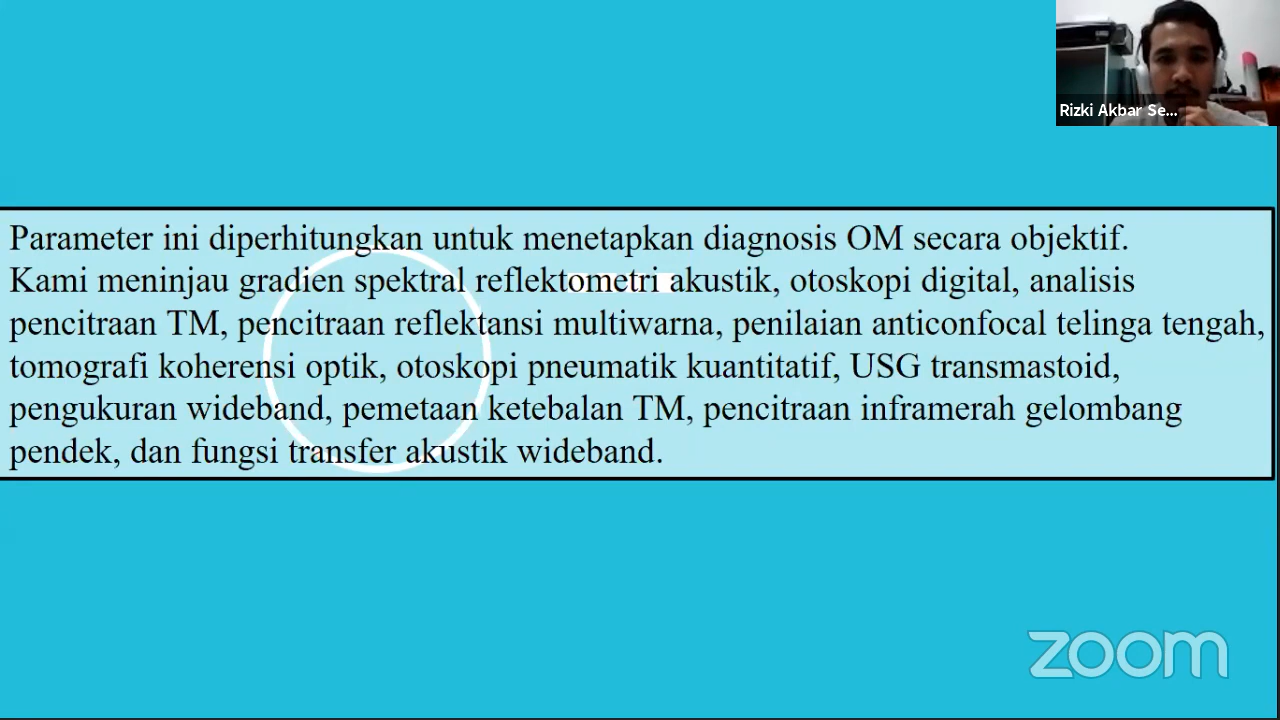 Rizki Akbar Se...
Parameter ini diperhitungkan untuk menetapkan diagnosis OM secara objektif.
Kami meninjau gradien spektral reflektometri akustik, otoskopi digital, analisis
pencitraan TM, pencitraan reflektansi multiwarna, penilaian anticonfocal telinga tengah,
tomografi koherensi optik, otoskopi pneumatik kuantitatif, USG transmastoid,
pengukuran wideband, pemetaan ketebalan TM, pencitraan inframerah gelombang
pendek, dan fungsi transfer akustik wideband.
zoom